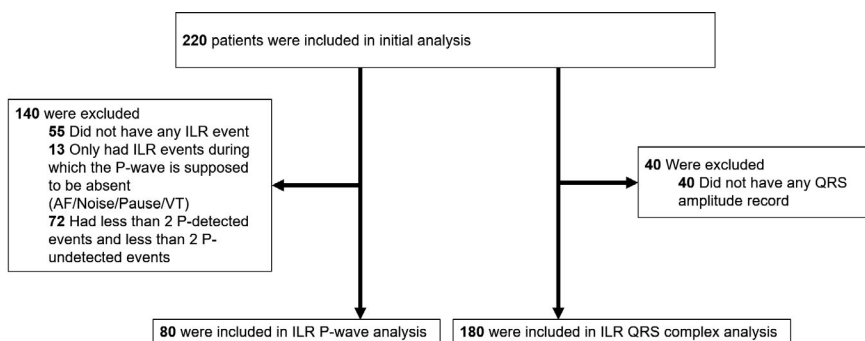 220 patients were included in initial analysis
140 were excluded
55 Did not have any ILR event
13 Only had ILR events during
which the P-wave is supposed
to be absent
(AF/Noise/Pause/VT)
72 Had less than 2 P-detected
events and less than 2 P-
undetected events
40 Were excluded
40 Did not have any QRS
amplitude record
80 were included in ILR P-wave analysis
180 were included in ILR QRS complex analysis